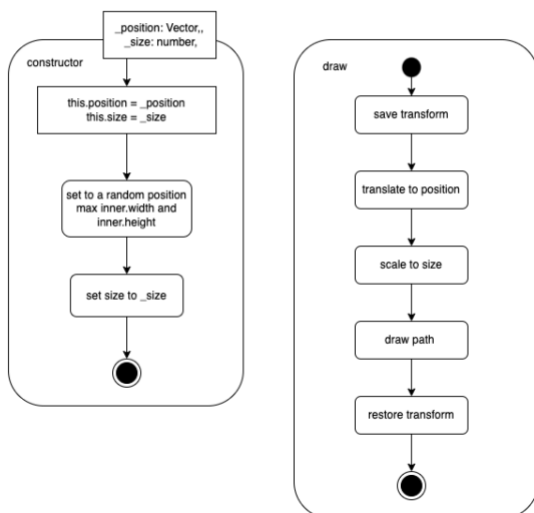 _position: Vector,,
_size: number,
constructor
this.position = _position
this.size = _size
set to a random position
max inner.width and
inner.height
set size to _size
draw
save transform
translate to position
scale to size
draw path
restore transform